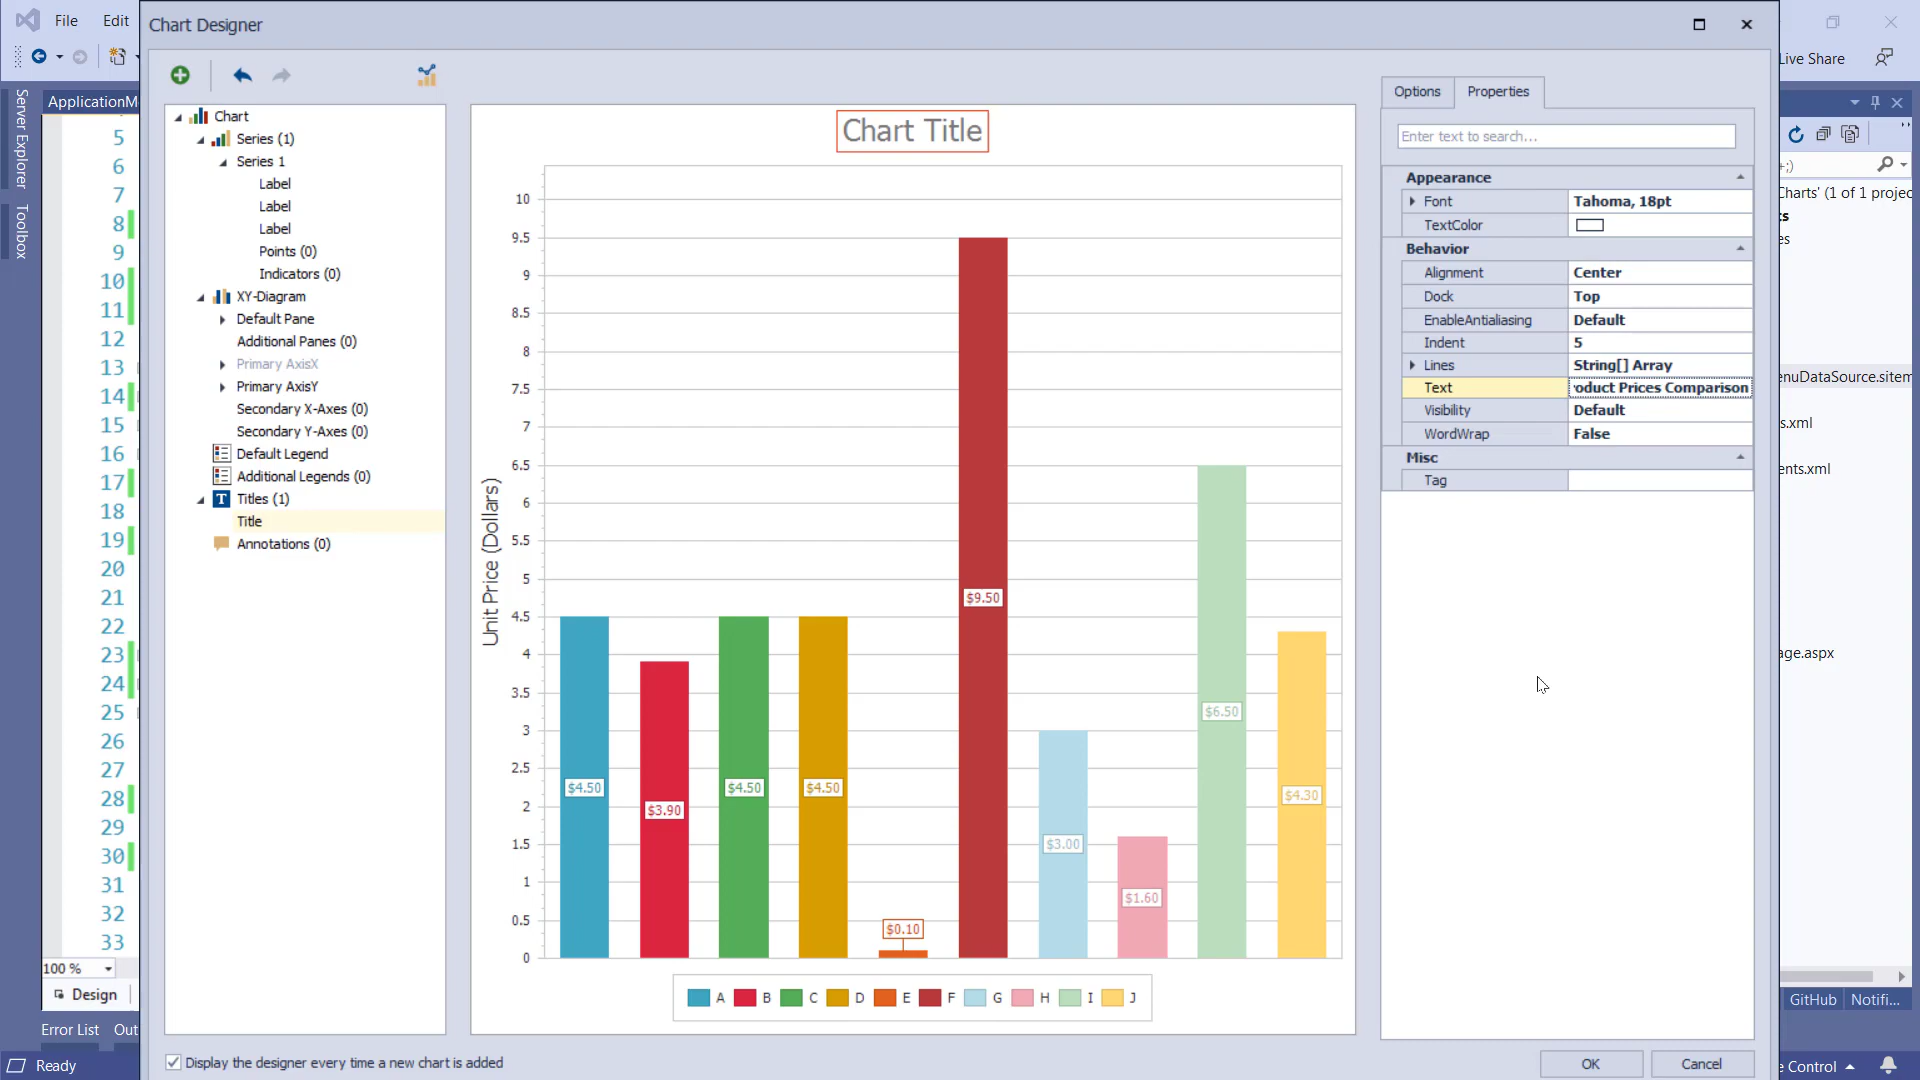 File Edit
Chart Designer
Live Share
Server Explorer
Toolbox
5
6
7
8
9
10
11
12
13
14
15
16
17
18
19
20
21
22
23
24
25
26
27
28
29
30
31
32
33
100 %
Design
Error List
Ready
Chart
Series (1)
Series 1
Label
Label
Label
Points (0)
Indicators (0)
XY-Diagram
Default Pane
Additional Panes (0)
Primary AxisX
Primary AxisY
Secondary X-Axes (0)
Secondary Y-Axes (0)
Default Legend
Additional Legends (0)
T Titles (1)
Title
Annotations (0)
Chart Title
Unit Price (Dollars)
10
9.5
9
8.5
8
7.5
7
6.5
6
5.5
5
4.5
4
3.5
3
2.5
2
1.5
1
0.5
0
$4.50
$3.90
$4.50
$4.50
$0.10
$9.50
$3.00
$1.60
$6.50
$4.30
A B C D E F G H I J
Display the designer every time a new chart is added
Options Properties
Enter text to search...
Appearance
Font Tahoma, 18pt
TextColor
Behavior
Alignment Center
Dock Top
EnableAntialiasing Default
Indent 5
Lines String[] Array
Text oduct Prices Comparison
Visibility Default
WordWrap False
Misc
Tag
OK Cancel
Charts' (1 of 1 projec
enuDataSource.sitem
s.xml
ents.xml
age.aspx
GitHub Notifi...
Control